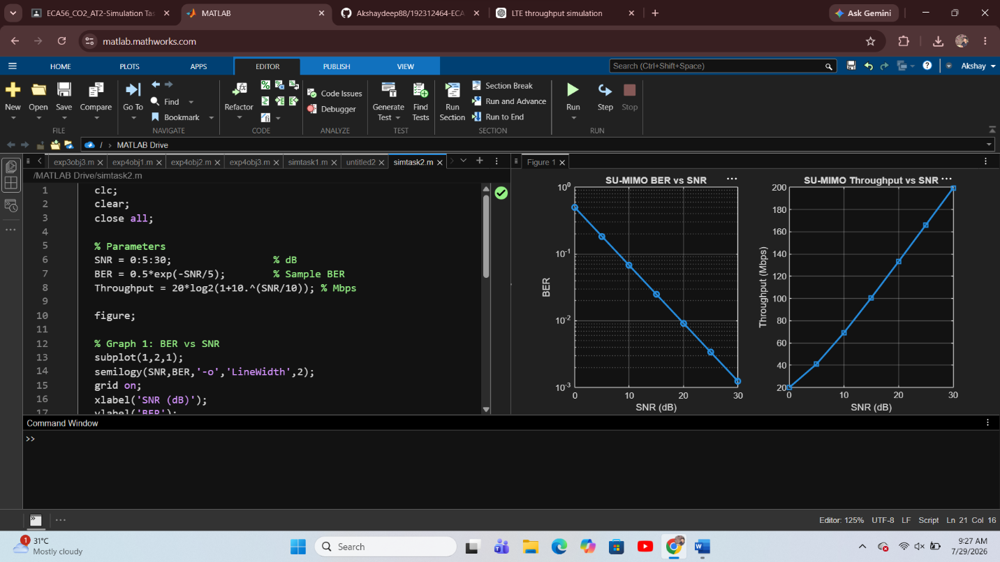 ECA56_CO2_AT2-Simulation Tas
MATLAB
Akshaydeep88/192312464-ECA
LTE throughput simulation
Ask Gemini
matlab.mathworks.com
HOME PLOTS APPS EDITOR PUBLISH VIEW
Search (Ctrl+Shift+Space)
Akshay
New Open Save Compare
FILE
Go To
Find
Bookmark
NAVIGATE
Refactor
CODE
Code Issues
Debugger
ANALYZE
Generate Test
Find Tests
TEST
Run Section
Section Break
Run and Advance
Run to End
SECTION
Run Step Stop
RUN
/ › MATLAB Drive
exp3obj3.m exp4obj1.m exp4obj2.m exp4obj3.m simtask1.m untitled2 simtask2.m
/MATLAB Drive/simtask2.m
1 clc;
2 clear;
3 close all;
4
5 % Parameters
6 SNR = 0:5:30; % dB
7 BER = 0.5*exp(-SNR/5); % Sample BER
8 Throughput = 20*log2(1+10.^(SNR/10)); % Mbps
9
10 figure;
11
12 % Graph 1: BER vs SNR
13 subplot(1,2,1);
14 semilogy(SNR,BER,'-o','LineWidth',2);
15 grid on;
16 xlabel('SNR (dB)');
17 ylabel('BER');
Figure 1
SU-MIMO BER vs SNR
10^0
10^-1
10^-2
10^-3
BER
0 10 20 30
SNR (dB)
SU-MIMO Throughput vs SNR
200
180
160
140
120
100
80
60
40
20
Throughput (Mbps)
0 10 20 30
SNR (dB)
Command Window
>>
Editor: 125% UTF-8 LF Script Ln 21 Col 16
1
31°C
Mostly cloudy
Search
9:27 AM
7/29/2026